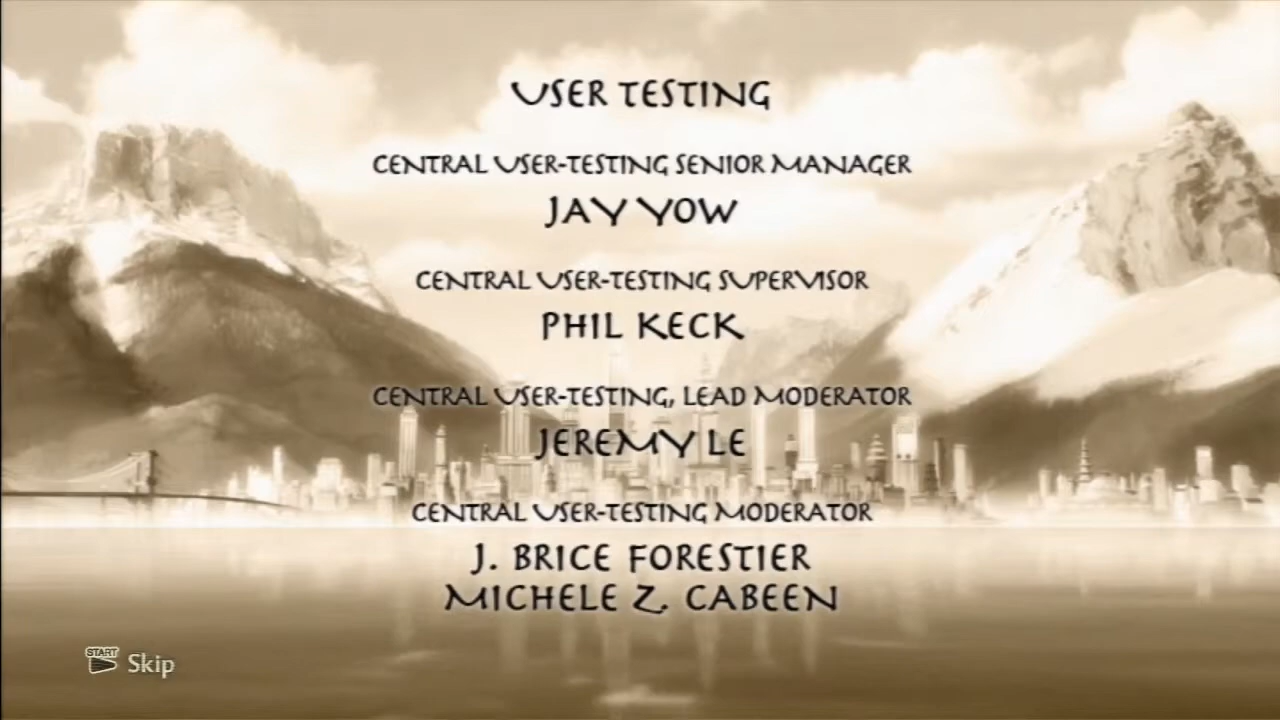 USER TESTING
CENTRAL USER-TESTING SENIOR MANAGER
JAY YOW
CENTRAL USER-TESTING SUPERVISOR
PHIL KECK
CENTRAL USER-TESTING, LEAD MODERATOR
JEREMY LE
CENTRAL USER-TESTING MODERATOR
J. BRICE FORESTIER
MICHELE Z. CABEEN
START Skip